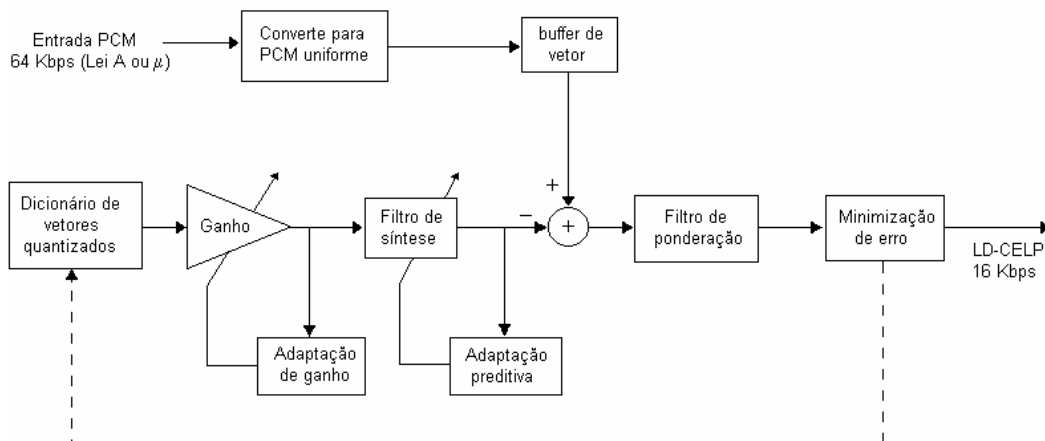 Entrada PCM
64 Kbps (Lei A ou µ)
Converte para
PCM uniforme
buffer de
vetor
+
−
+
Dicionário de
vetores
quantizados
Ganho
Filtro de
síntese
Filtro de
ponderação
Minimização
de erro
LD-CELP
16 Kbps
Adaptação
de ganho
Adaptação
preditiva